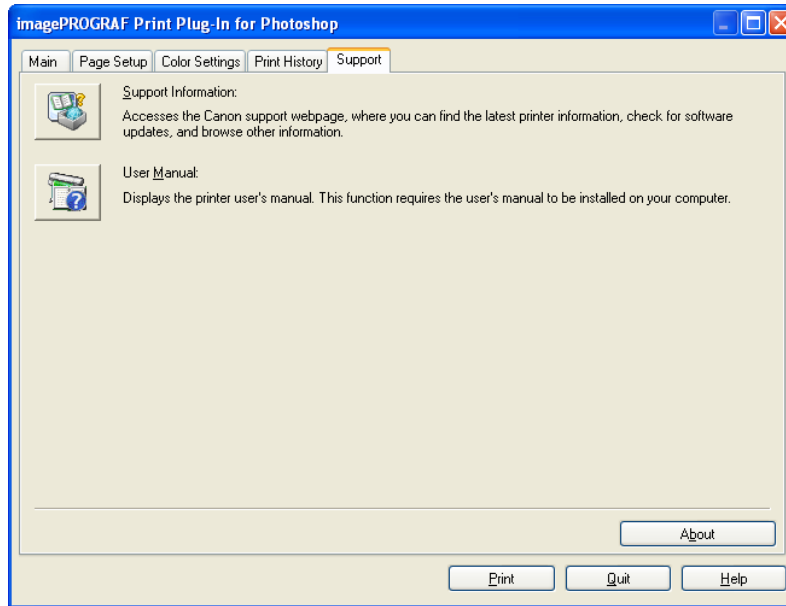 imagePROGRAF Print Plug-In for Photoshop
Main Page Setup Color Settings Print History Support
Support Information:
Accesses the Canon support webpage, where you can find the latest printer information, check for software
updates, and browse other information.
User Manual:
Displays the printer user's manual. This function requires the user's manual to be installed on your computer.
About
Print Quit Help